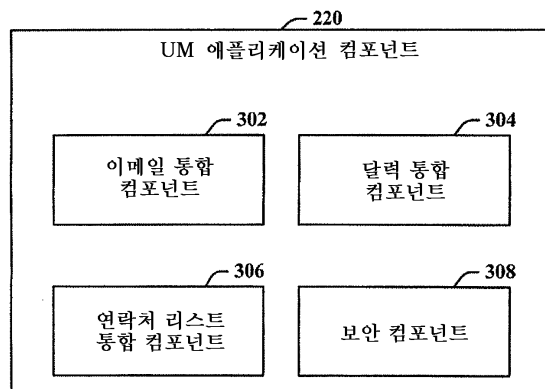 220
UM 애플리케이션 컴포넌트
302
이메일 통합
컴포넌트
304
달력 통합
컴포넌트
306
연락처 리스트
통합 컴포넌트
308
보안 컴포넌트